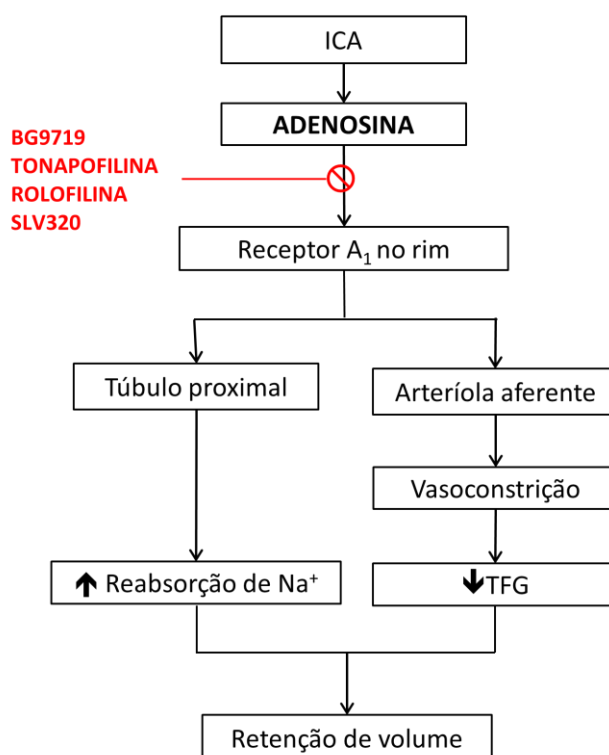 ICA
ADENOSINA
BG9719
TONAPOFILINA
ROLOFILINA
SLV320
Receptor A₁ no rim
Túbulo proximal
Arteríola aferente
Vasoconstrição
↑ Reabsorção de Na⁺
↓TFG
Retenção de volume